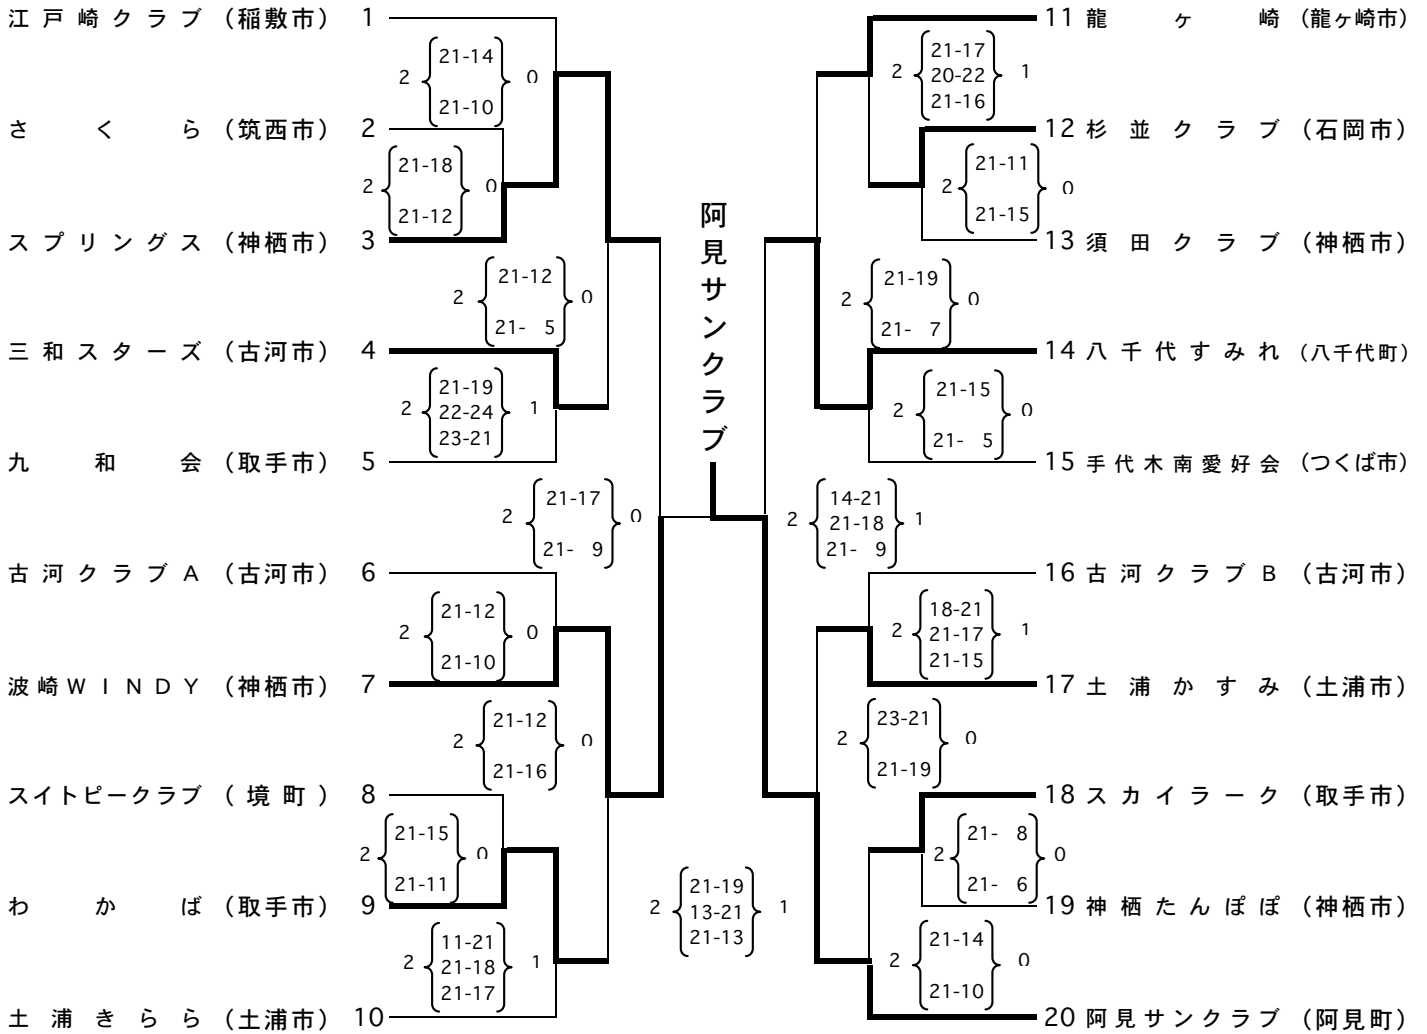 江戸崎クラブ（稲敷市） 1
2 21-14 0
21-10
さくら（筑西市） 2
2 21-18 0
21-12
スプリングス（神栖市） 3
2 21-12 0
21- 5
三和スターズ（古河市） 4
2 21-19 1
22-24
23-21
九和会（取手市） 5
2 21-17 0
21- 9
古河クラブA（古河市） 6
2 21-12 0
21-10
波崎WINDY（神栖市） 7
2 21-12 0
21-16
スイトピークラブ（境町） 8
2 21-15 0
21-11
わかば（取手市） 9
2 11-21 1
21-18
21-17
土浦きらら（土浦市） 10
阿見サンクラブ
2 21-19 1
13-21
21-13
11 龍ヶ崎（龍ヶ崎市）
2 21-17 1
20-22
21-16
12 杉並クラブ（石岡市）
2 21-11 0
21-15
13 須田クラブ（神栖市）
2 21-19 0
21- 7
14 八千代すみれ（八千代町）
2 21-15 0
21- 5
15 手代木南愛好会（つくば市）
2 14-21 1
21-18
21- 9
16 古河クラブB（古河市）
2 18-21 1
21-17
21-15
17 土浦かすみ（土浦市）
2 23-21 0
21-19
18 スカイラーク（取手市）
2 21- 8 0
21- 6
19 神栖たんぽぽ（神栖市）
2 21-14 0
21-10
20 阿見サンクラブ（阿見町）